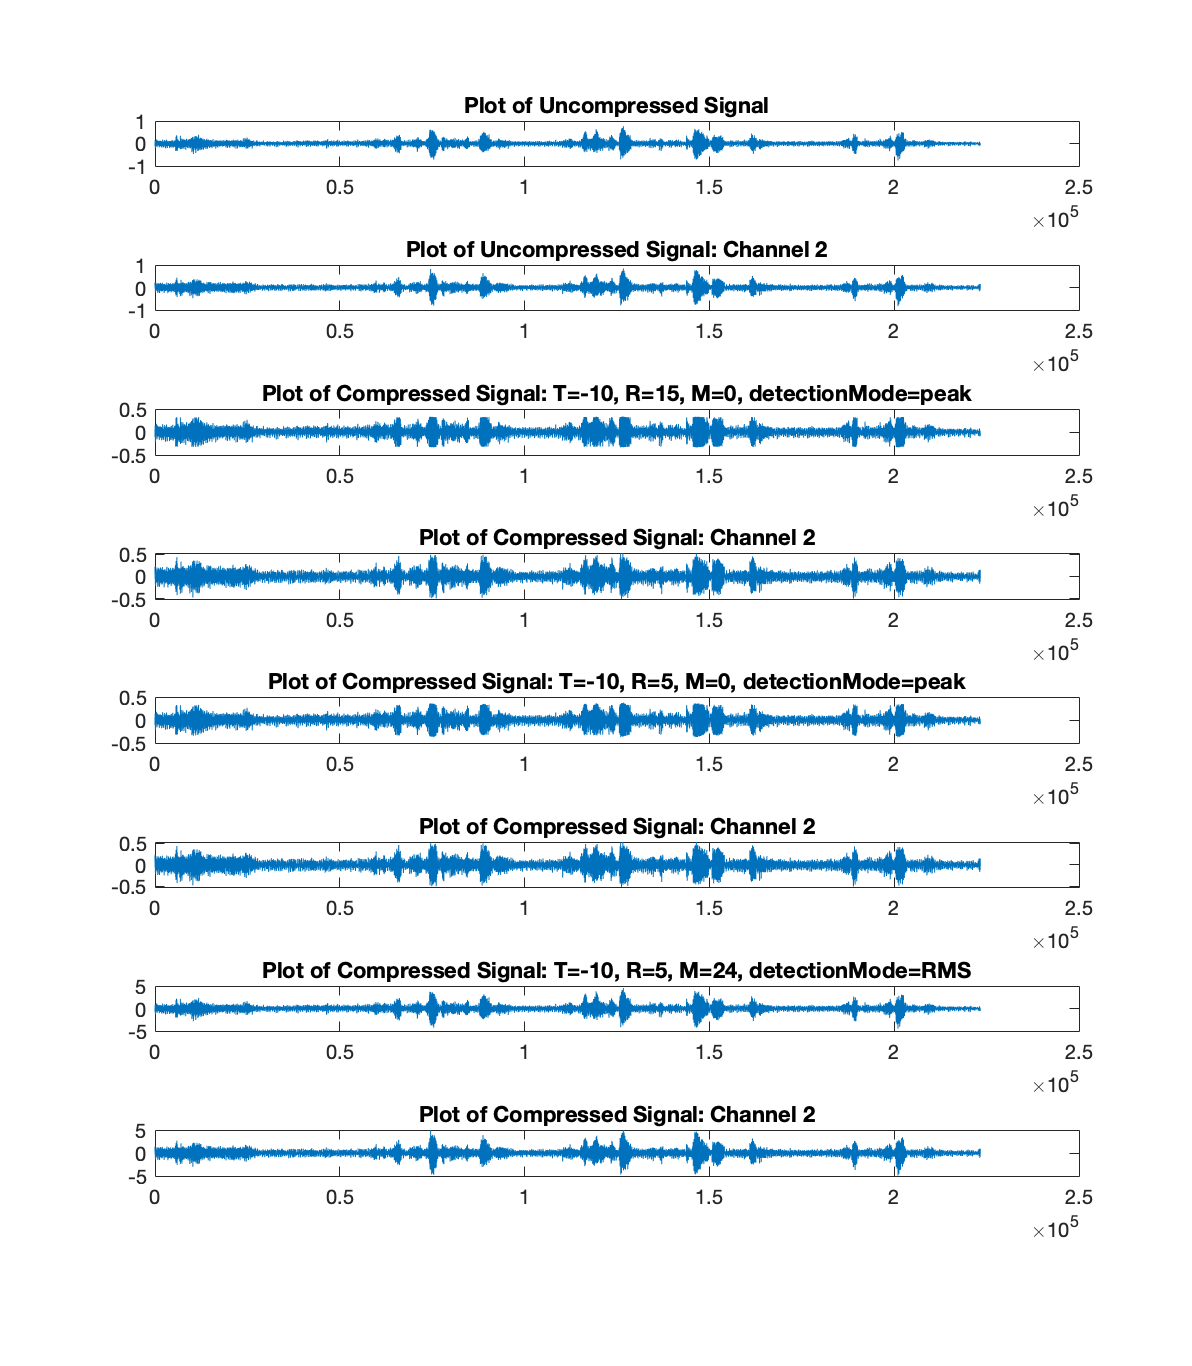 Plot of Uncompressed Signal
1
0
-1
0 0.5 1 1.5 2 2.5
×10^5
Plot of Uncompressed Signal: Channel 2
1
0
-1
0 0.5 1 1.5 2 2.5
×10^5
Plot of Compressed Signal: T=-10, R=15, M=0, detectionMode=peak
0.5
0
-0.5
0 0.5 1 1.5 2 2.5
×10^5
Plot of Compressed Signal: Channel 2
0.5
0
-0.5
0 0.5 1 1.5 2 2.5
×10^5
Plot of Compressed Signal: T=-10, R=5, M=0, detectionMode=peak
0.5
0
-0.5
0 0.5 1 1.5 2 2.5
×10^5
Plot of Compressed Signal: Channel 2
0.5
0
-0.5
0 0.5 1 1.5 2 2.5
×10^5
Plot of Compressed Signal: T=-10, R=5, M=24, detectionMode=RMS
5
0
-5
0 0.5 1 1.5 2 2.5
×10^5
Plot of Compressed Signal: Channel 2
5
0
-5
0 0.5 1 1.5 2 2.5
×10^5